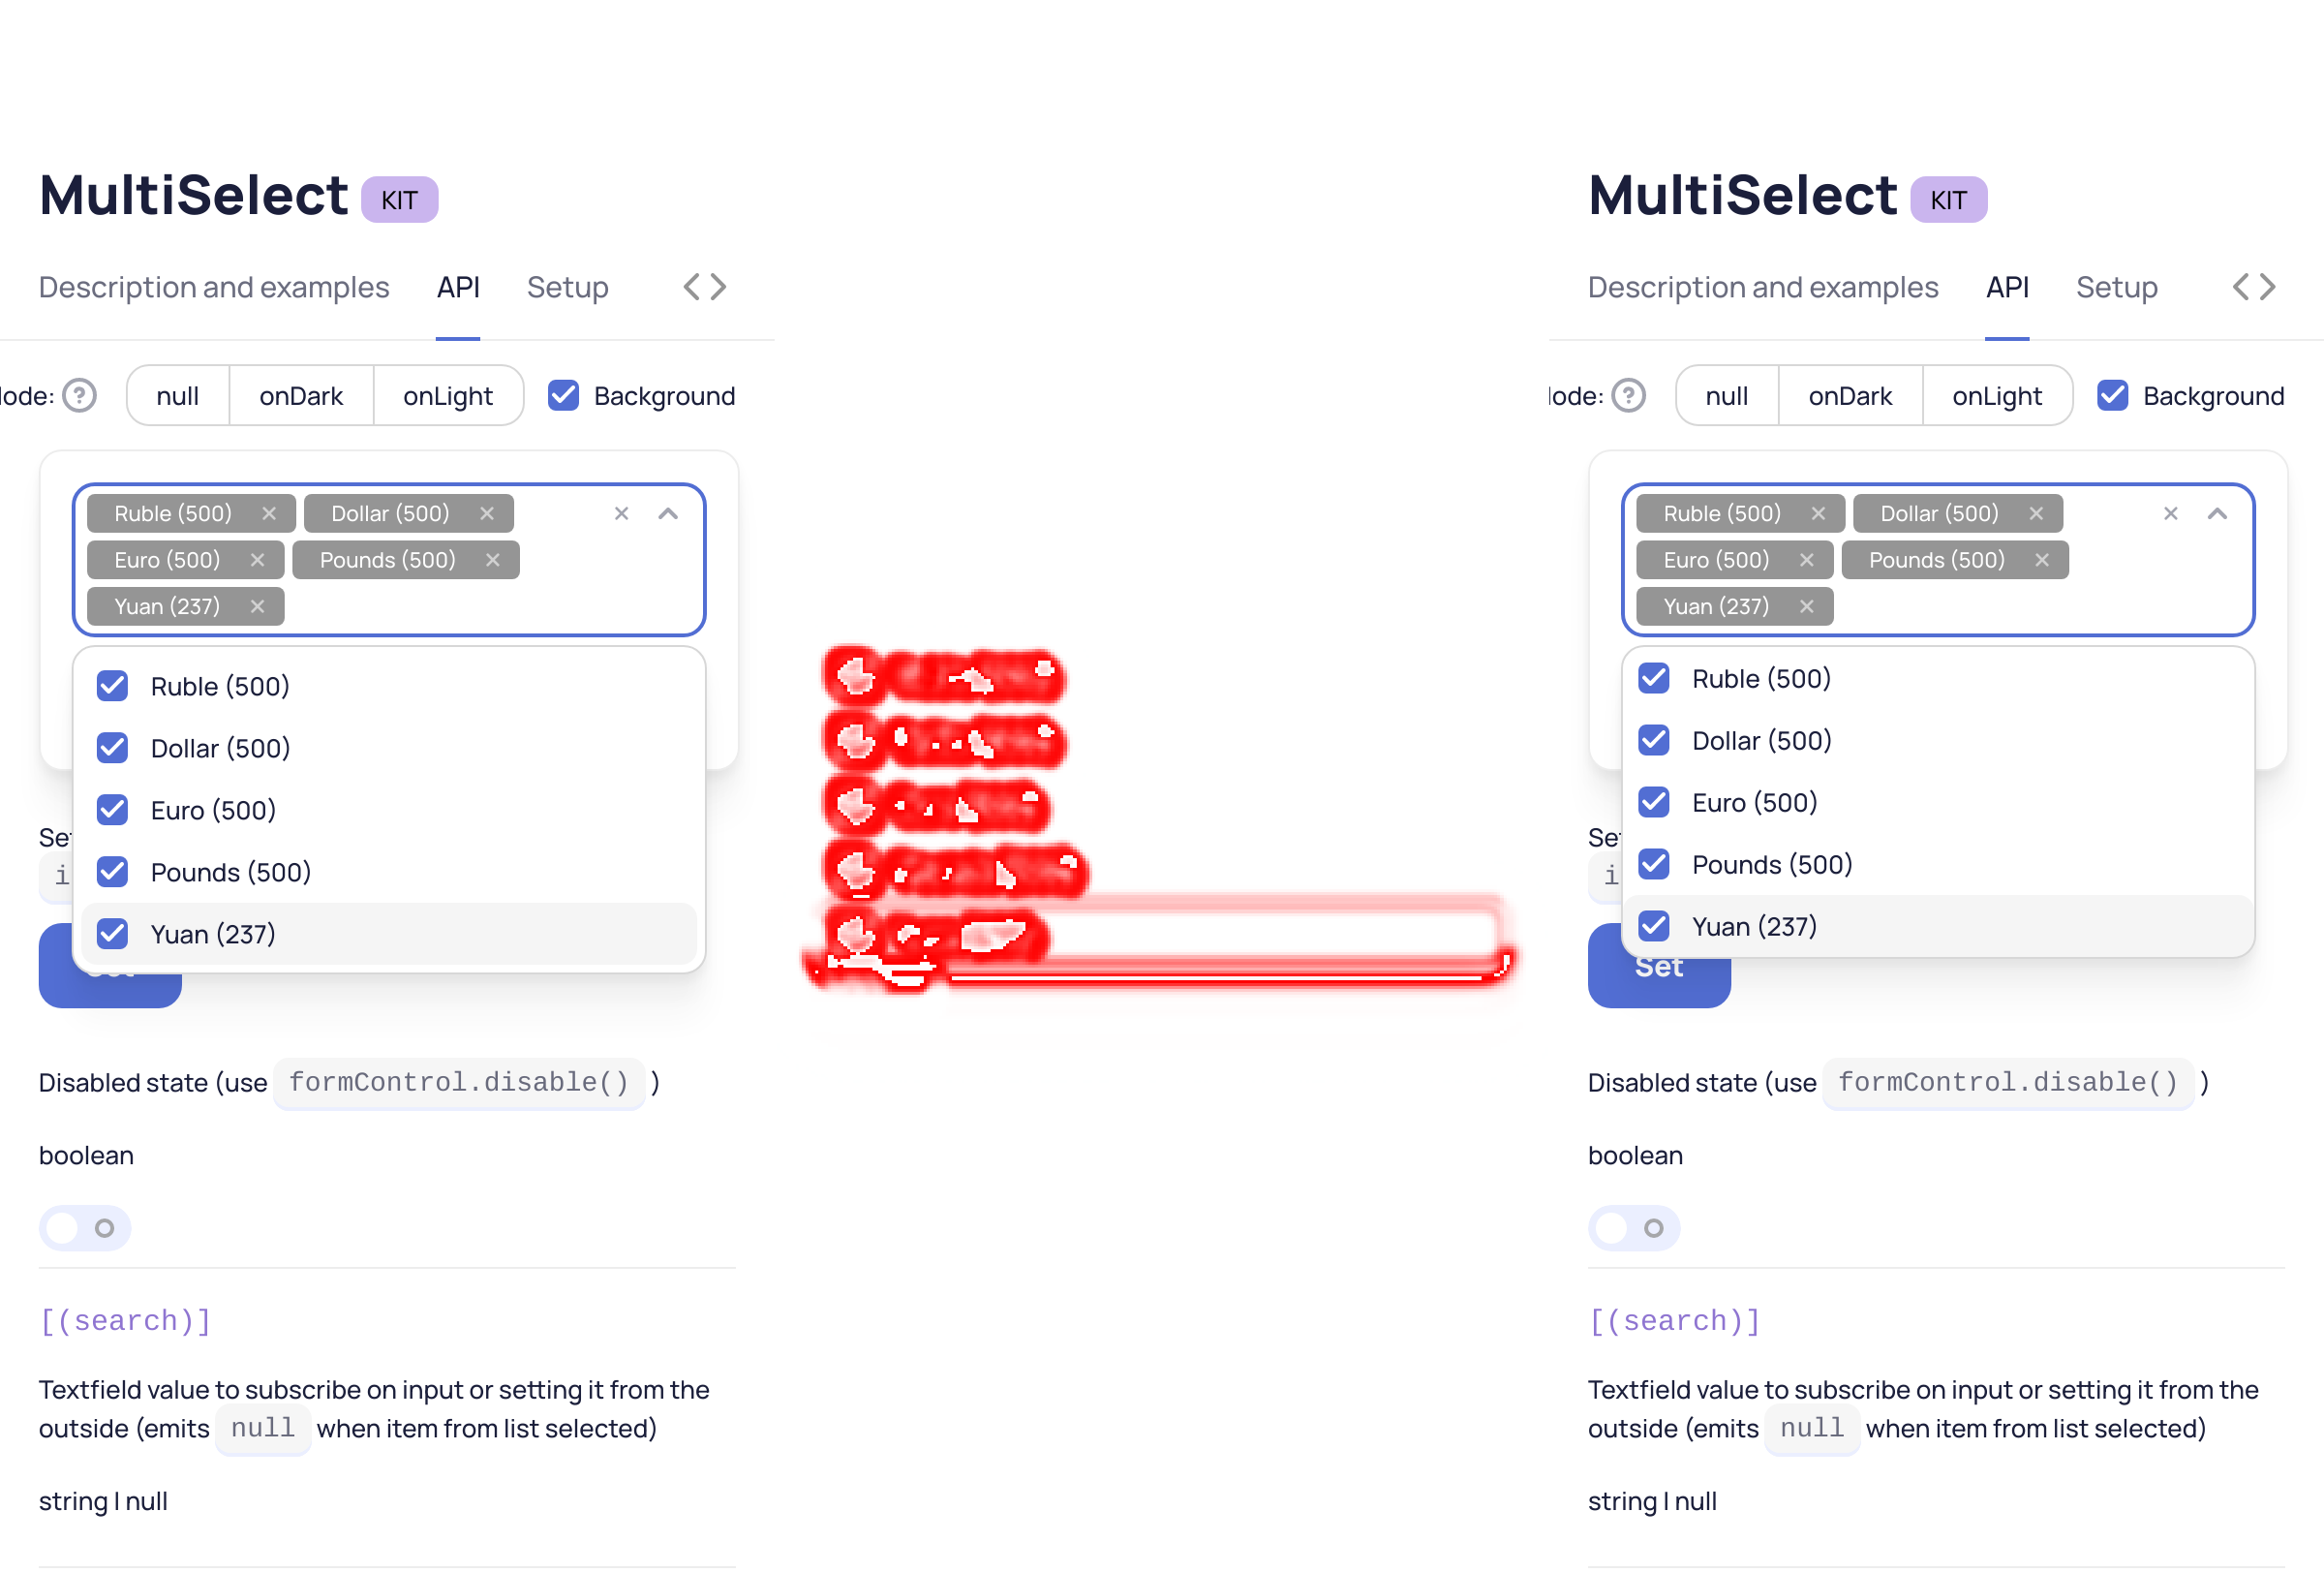 MultiSelect KIT
Description and examples API Setup
lode: null onDark onLight Background
Ruble (500) Dollar (500)
Euro (500) Pounds (500)
Yuan (237)
Ruble (500)
Dollar (500)
Euro (500)
Pounds (500)
Yuan (237)
Se
i
Disabled state (use formControl.disable() )
boolean
[(search)]
Textfield value to subscribe on input or setting it from the
outside (emits null when item from list selected)
string | null
MultiSelect KIT
Description and examples API Setup
lode: null onDark onLight Background
Ruble (500) Dollar (500)
Euro (500) Pounds (500)
Yuan (237)
Ruble (500)
Dollar (500)
Euro (500)
Pounds (500)
Yuan (237)
Se
i
Set
Disabled state (use formControl.disable() )
boolean
[(search)]
Textfield value to subscribe on input or setting it from the
outside (emits null when item from list selected)
string | null